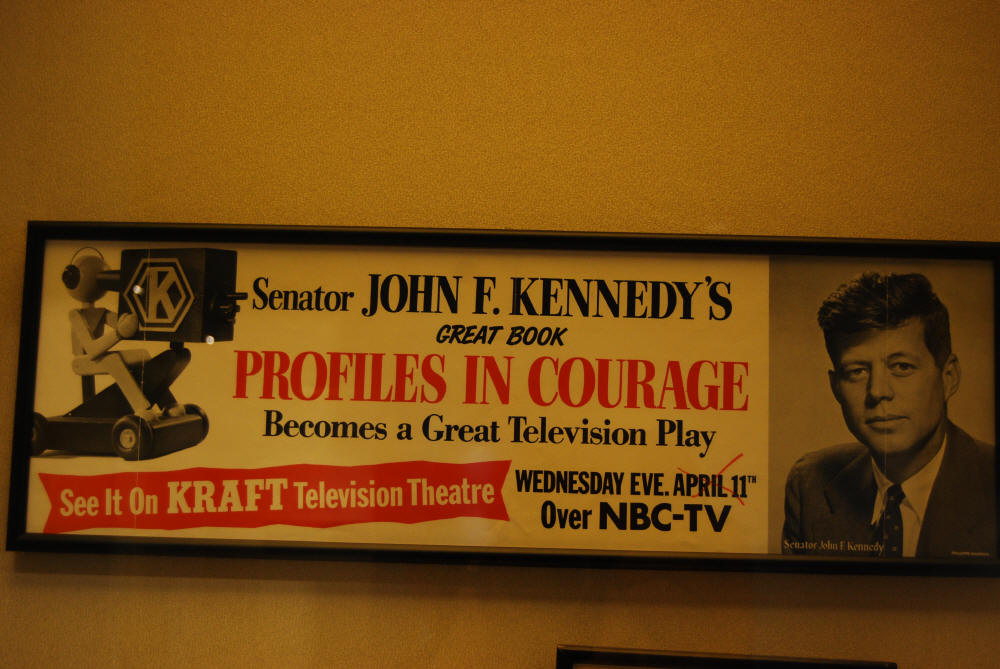 K
Senator JOHN F. KENNEDY'S
GREAT BOOK
PROFILES IN COURAGE
Becomes a Great Television Play
See It On KRAFT Television Theatre
WEDNESDAY EVE. APRIL 11TH
Over NBC-TV
Senator John F. Kennedy